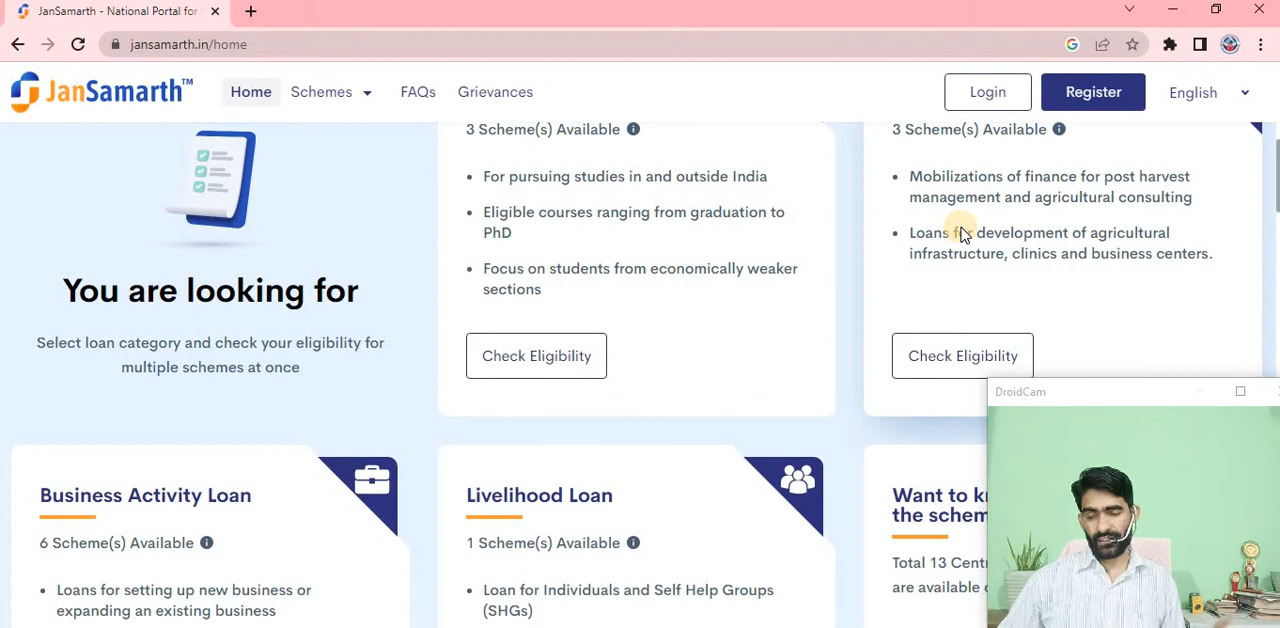 JanSamarth - National Portal for
jansamarth.in/home
JanSamarth™
Home
Schemes
FAQs
Grievances
Login
Register
English
You are looking for
Select loan category and check your eligibility for
multiple schemes at once
3 Scheme(s) Available
For pursuing studies in and outside India
Eligible courses ranging from graduation to
PhD
Focus on students from economically weaker
sections
Check Eligibility
3 Scheme(s) Available
Mobilizations of finance for post harvest
management and agricultural consulting
Loans for development of agricultural
infrastructure, clinics and business centers.
Check Eligibility
DroidCam
Business Activity Loan
6 Scheme(s) Available
Loans for setting up new business or
expanding an existing business
Livelihood Loan
1 Scheme(s) Available
Loan for Individuals and Self Help Groups
(SHGs)
Want to
the
Total 13
are available